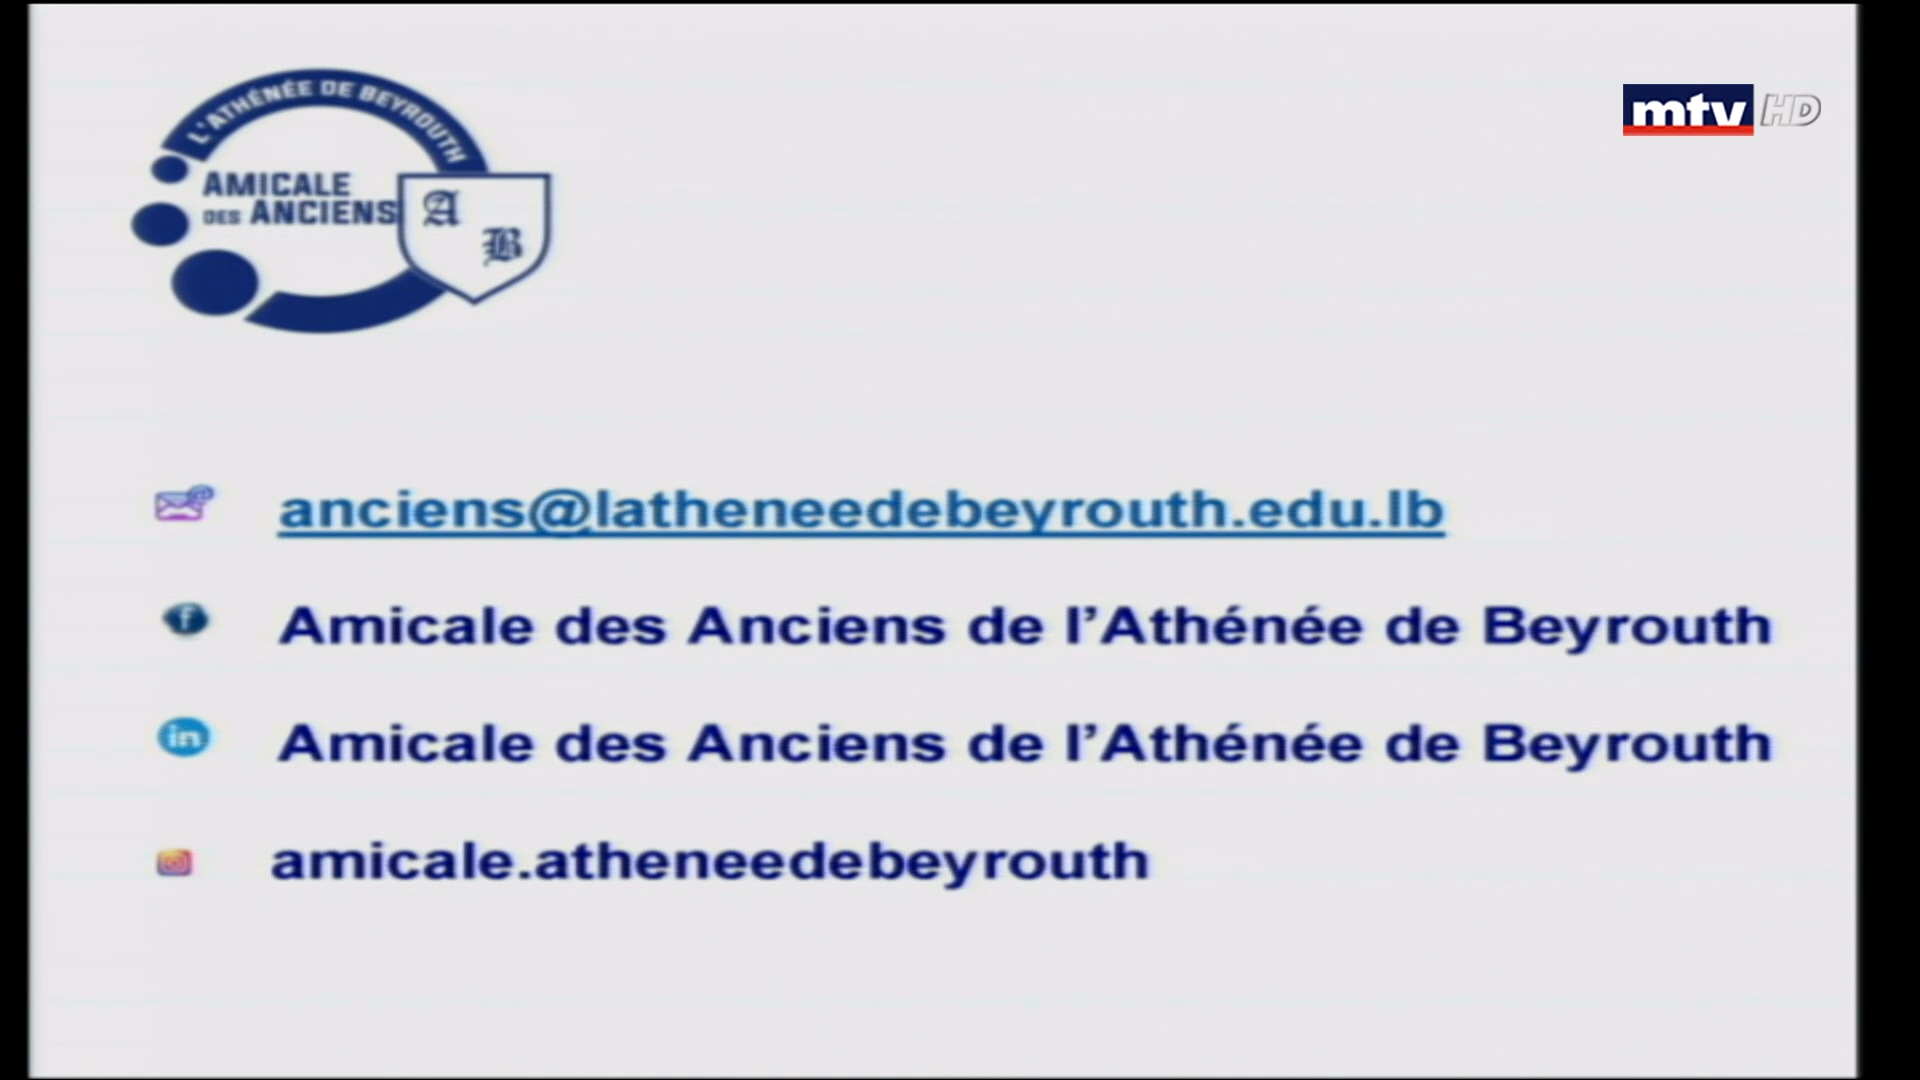 L'ATHÉNÉE DE BEYROUTH
AMICALE
DES ANCIENS
A
B
mtv HD
anciens@latheneedebeyrouth.edu.lb
Amicale des Anciens de l’Athénée de Beyrouth
Amicale des Anciens de l’Athénée de Beyrouth
amicale.atheneedebeyrouth